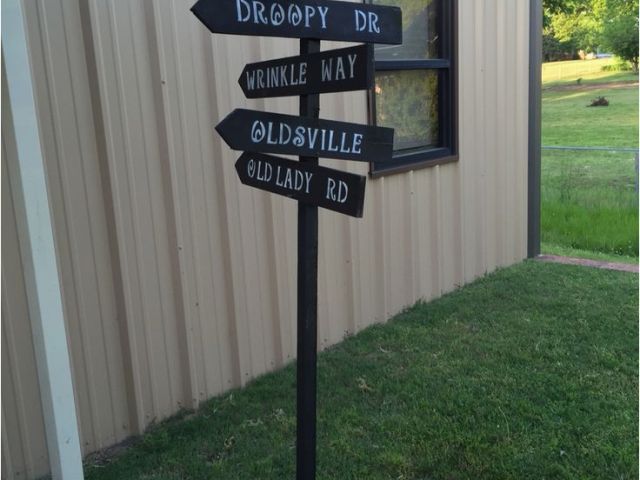 DROOPY DR
WRINKLE WAY
OLDSVILLE
OLD LADY RD